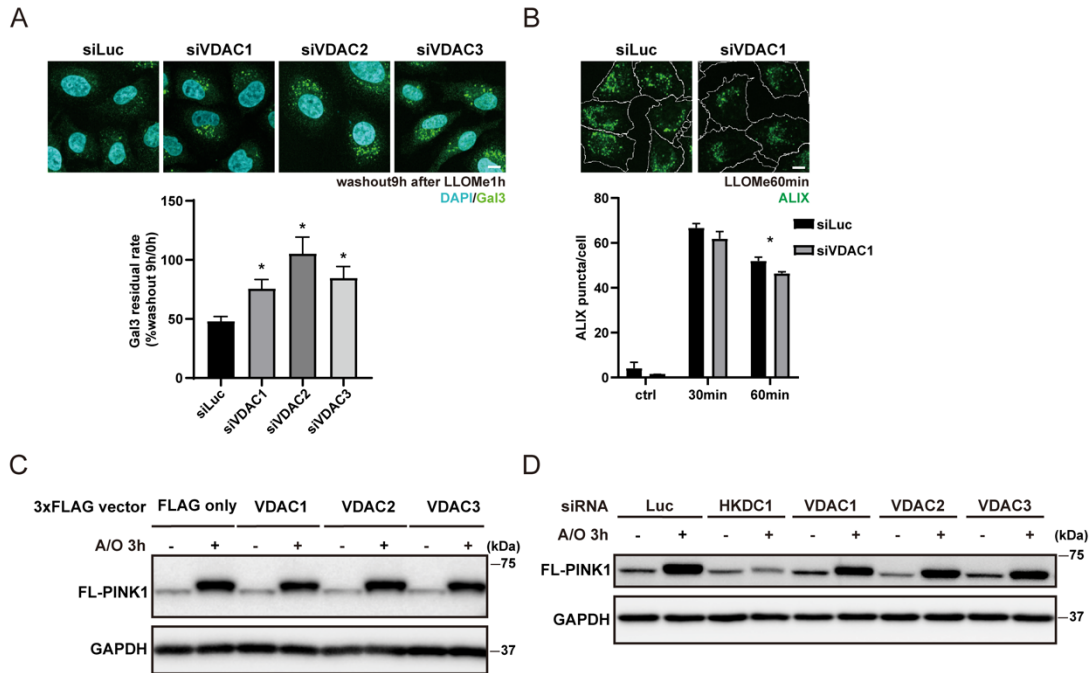 A
siLuc siVDAC1 siVDAC2 siVDAC3
washout9h after LLOMe1h
DAPI/Gal3
Gal3 residual rate
(%washout 9h/0h)
150
100
50
0
* * *
siLuc siVDAC1 siVDAC2 siVDAC3
B
siLuc siVDAC1
LLOMe60min
ALIX
ALIX puncta/cell
80
60
40
20
0
*
siLuc
siVDAC1
ctrl 30min 60min
C
3xFLAG vector FLAG only VDAC1 VDAC2 VDAC3
A/O 3h - + - + - + - + (kDa)
—75
FL-PINK1
GAPDH
—37
D
siRNA Luc HKDC1 VDAC1 VDAC2 VDAC3
A/O 3h - + - + - + - + - + (kDa)
—75
FL-PINK1
GAPDH
—37